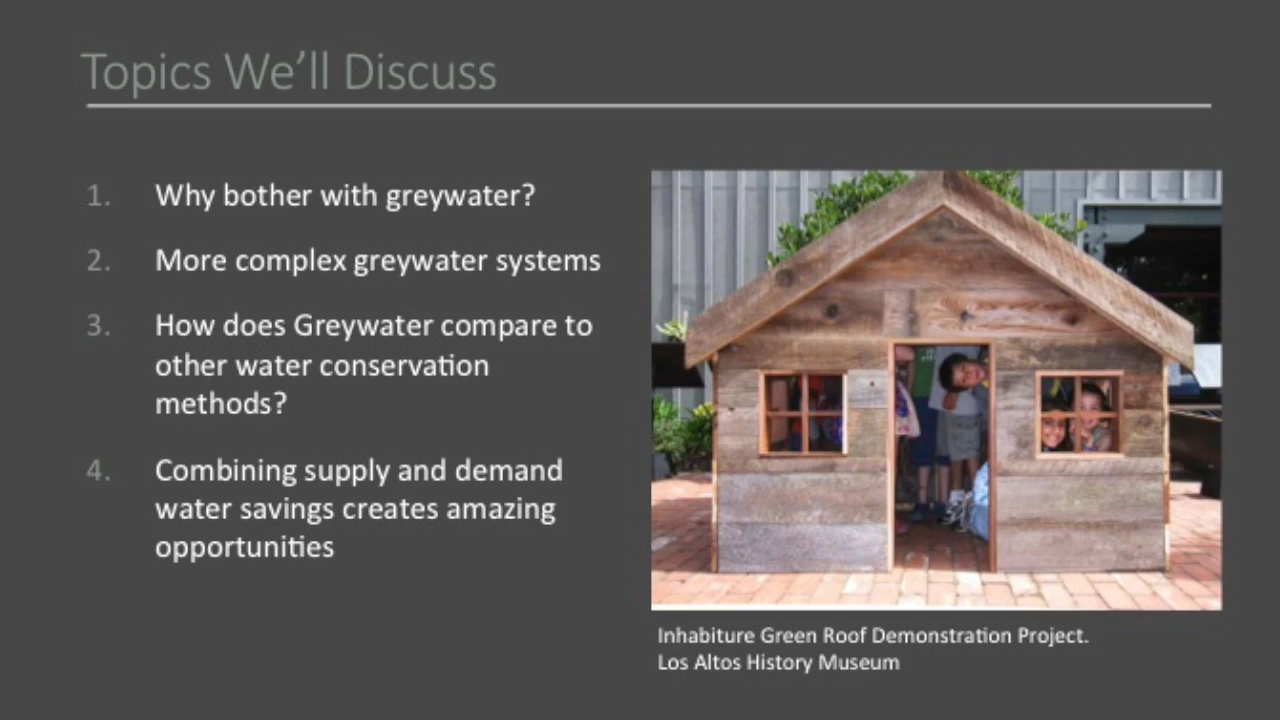 Topics We’ll Discuss
1. Why bother with greywater?
2. More complex greywater systems
3. How does Greywater compare to
other water conservation
methods?
4. Combining supply and demand
water savings creates amazing
opportunities
Inhabiture Green Roof Demonstration Project.
Los Altos History Museum